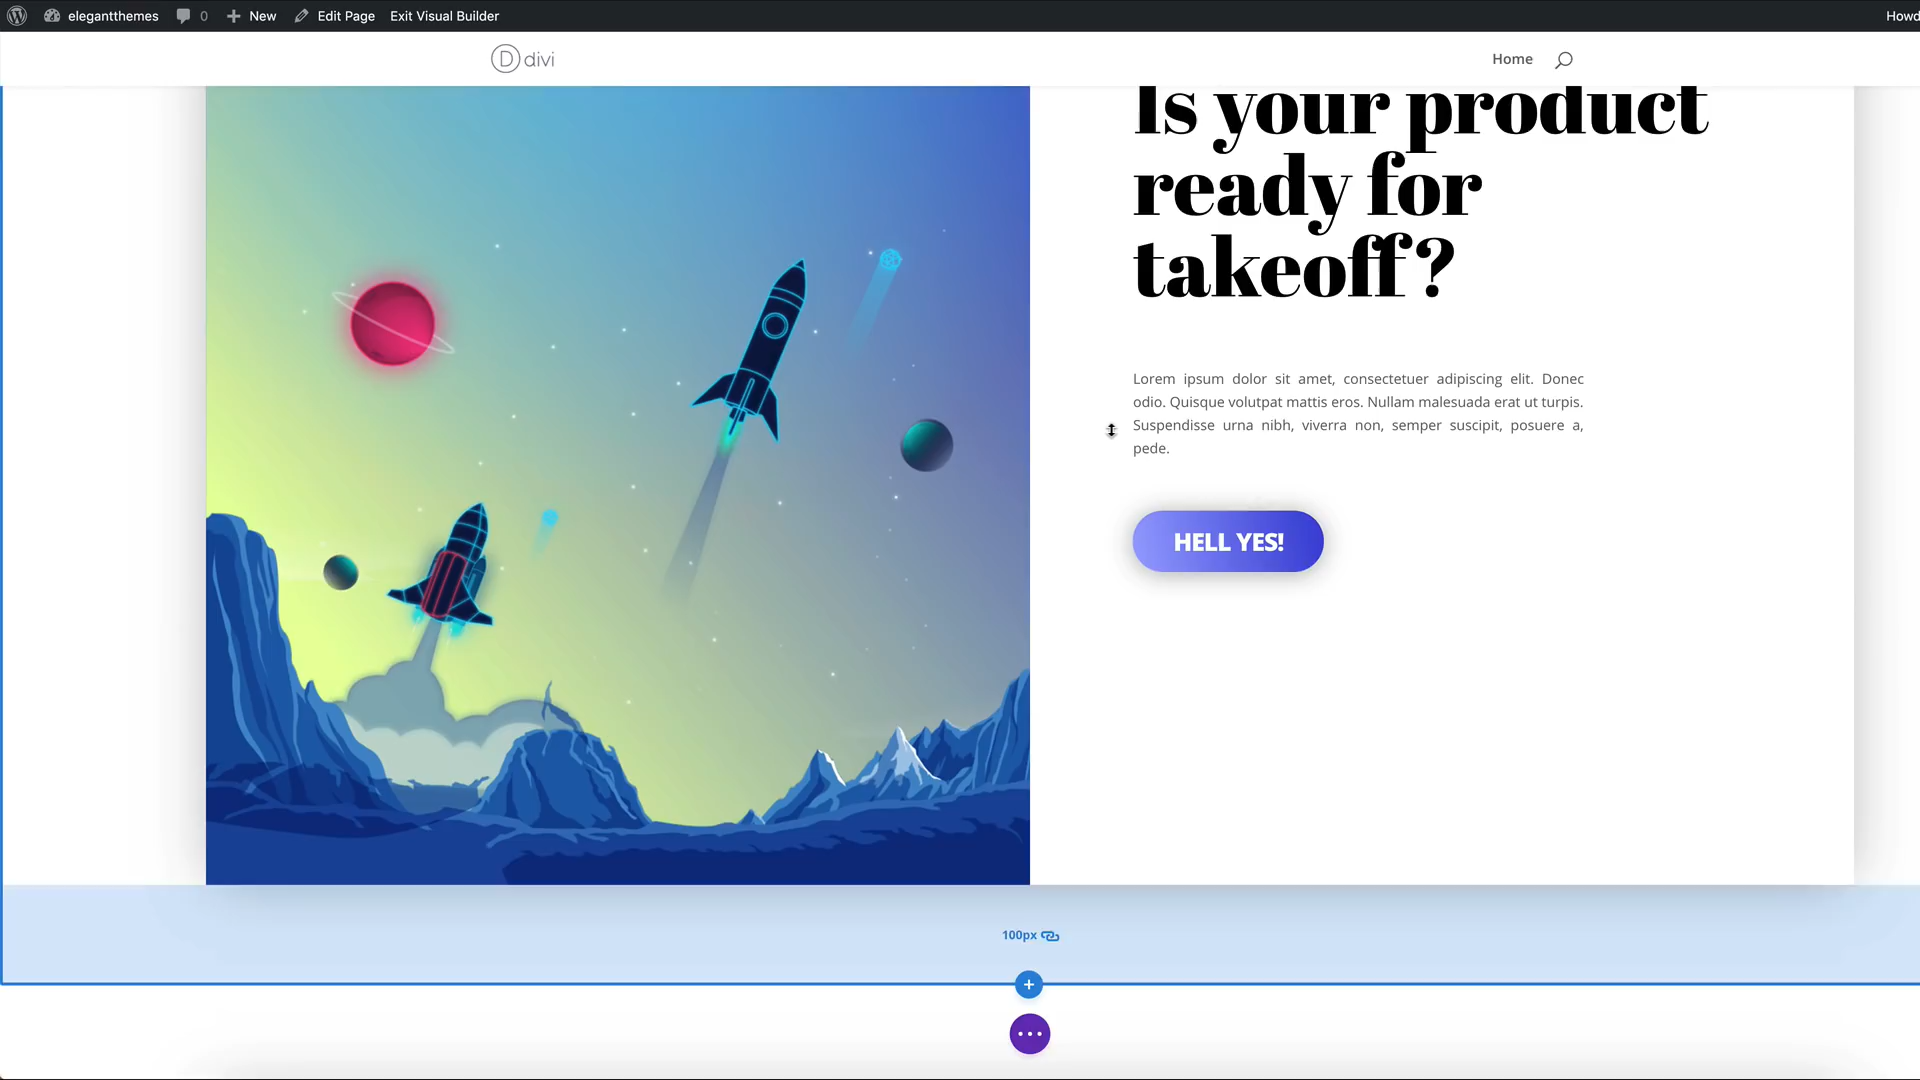 elegantthemes 0 New Edit Page Exit Visual Builder Howd
D divi Home
Is your product
ready for
takeoff?
Lorem ipsum dolor sit amet, consectetuer adipiscing elit. Donec
odio. Quisque volutpat mattis eros. Nullam malesuada erat ut turpis.
Suspendisse urna nibh, viverra non, semper suscipit, posuere a,
pede.
HELL YES!
100px